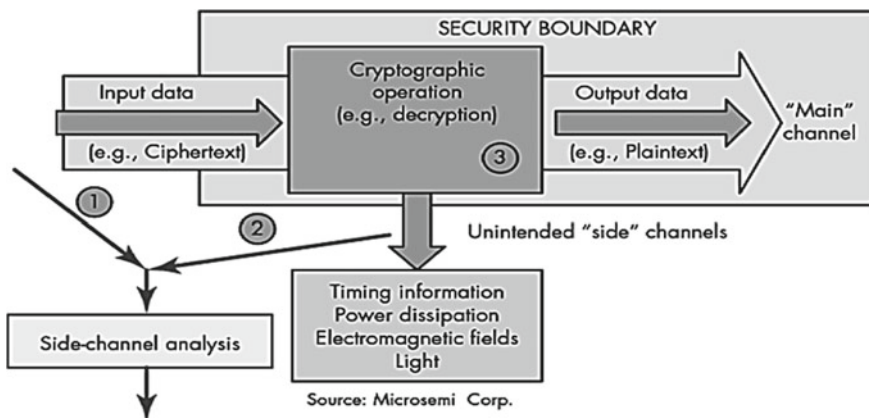 SECURITY BOUNDARY
Cryptographic
operation
(e.g., decryption)
3
Input data
(e.g., Ciphertext)
Output data
(e.g., Plaintext)
“Main”
channel
1
2
Unintended “side” channels
Timing information
Power dissipation
Electromagnetic fields
Light
Side-channel analysis
Source: Microsemi Corp.